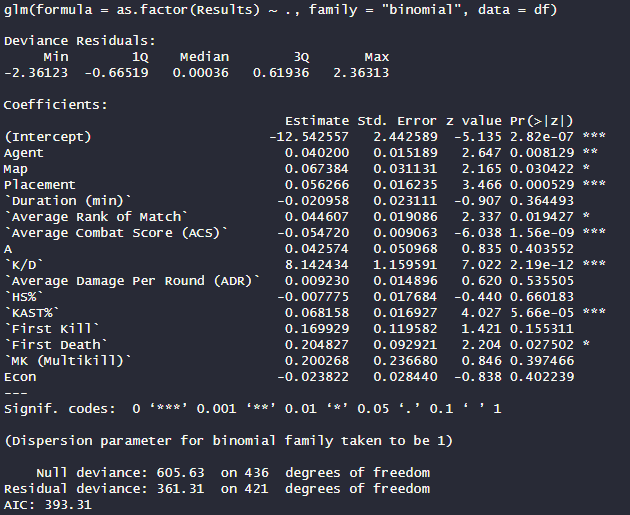 glm(formula = as.factor(Results) ~ ., family = "binomial", data = df)
Deviance Residuals:
Min 1Q Median 3Q Max
-2.36123 -0.66519 0.00036 0.61936 2.36313
Coefficients:
Estimate Std. Error z value Pr(>|z|)
(Intercept) -12.542557 2.442589 -5.135 2.82e-07 ***
Agent 0.040200 0.015189 2.647 0.008129 **
Map 0.067384 0.031131 2.165 0.030422 *
Placement 0.056266 0.016235 3.466 0.000529 ***
`Duration (min)` -0.020958 0.023111 -0.907 0.364493
`Average Rank of Match` 0.044607 0.019086 2.337 0.019427 *
`Average Combat Score (ACS)` -0.054720 0.009063 -6.038 1.56e-09 ***
A 0.042574 0.050968 0.835 0.403552
`K/D` 8.142434 1.159591 7.022 2.19e-12 ***
`Average Damage Per Round (ADR)` 0.009230 0.014896 0.620 0.535505
`HS%` -0.007775 0.017684 -0.440 0.660183
`KAST%` 0.068158 0.016927 4.027 5.66e-05 ***
`First Kill` 0.169929 0.119582 1.421 0.155311
`First Death` 0.204827 0.092921 2.204 0.027502 *
`MK (Multikill)` 0.200268 0.236680 0.846 0.397466
Econ -0.023822 0.028440 -0.838 0.402239
---
Signif. codes: 0 ‘***’ 0.001 ‘**’ 0.01 ‘*’ 0.05 ‘.’ 0.1 ‘ ’ 1
(Dispersion parameter for binomial family taken to be 1)
Null deviance: 605.63 on 436 degrees of freedom
Residual deviance: 361.31 on 421 degrees of freedom
AIC: 393.31